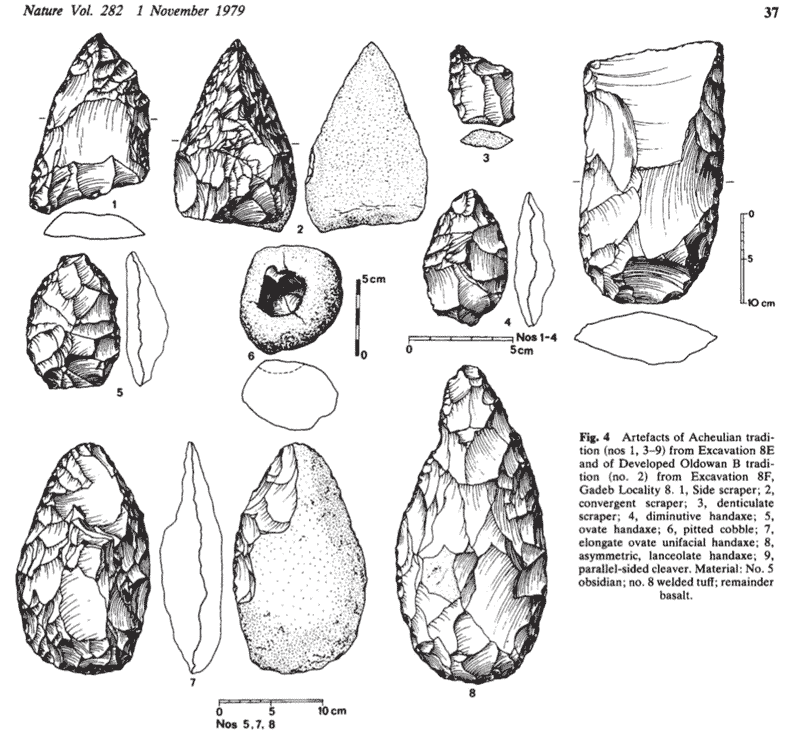 Nature Vol. 282 1 November 1979
37
1
2
3
0
5
10 cm
4
Nos 1-4
0
5cm
5
5cm
0
6
Fig. 4 Artefacts of Acheulian tradi-
tion (nos 1, 3–9) from Excavation 8E
and of Developed Oldowan B tradi-
tion (no. 2) from Excavation 8F,
Gadeb Locality 8. 1, Side scraper; 2,
convergent scraper; 3, denticulate
scraper; 4, diminutive handaxe; 5,
ovate handaxe; 6, pitted cobble; 7,
elongate ovate unifacial handaxe; 8,
asymmetric, lanceolate handaxe; 9,
parallel-sided cleaver. Material: No. 5
obsidian; no. 8 welded tuff; remainder
basalt.
7
8
0
5
10 cm
Nos 5, 7, 8